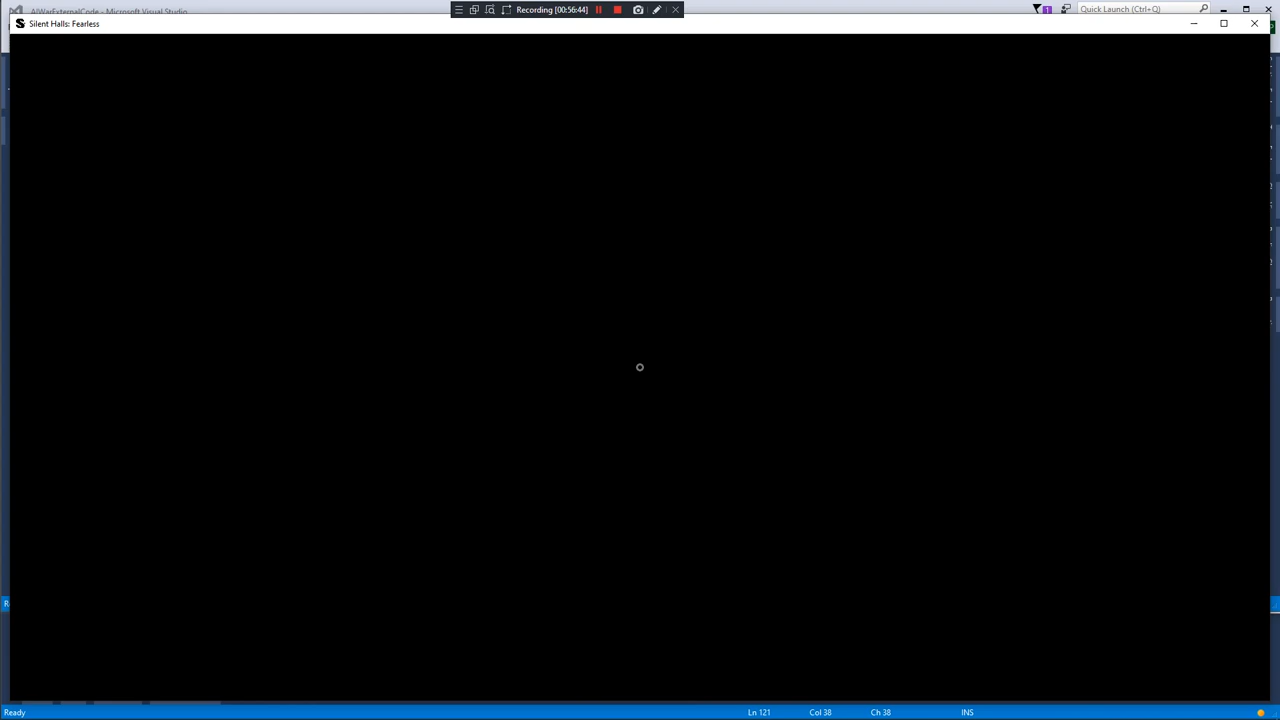 AiWarExternalCode - Microsoft Visual Studio
Recording [00:56:44]
1
Quick Launch (Ctrl+Q)
Silent Halls: Fearless
Ready
Ln 121
Col 38
Ch 38
INS